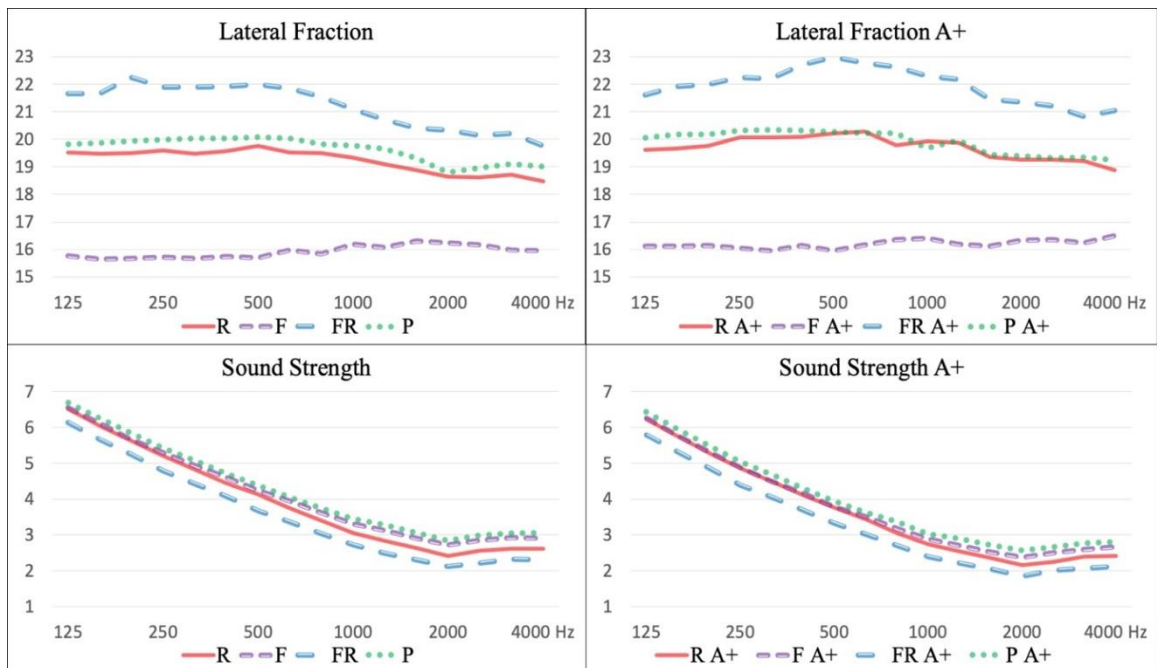 Lateral Fraction
23
22
21
20
19
18
17
16
15
125 250 500 1000 2000 4000 Hz
R F FR P
Lateral Fraction A+
23
22
21
20
19
18
17
16
15
125 250 500 1000 2000 4000 Hz
R A+ F A+ FR A+ P A+
Sound Strength
7
6
5
4
3
2
1
125 250 500 1000 2000 4000 Hz
R F FR P
Sound Strength A+
7
6
5
4
3
2
1
125 250 500 1000 2000 4000 Hz
R A+ F A+ FR A+ P A+